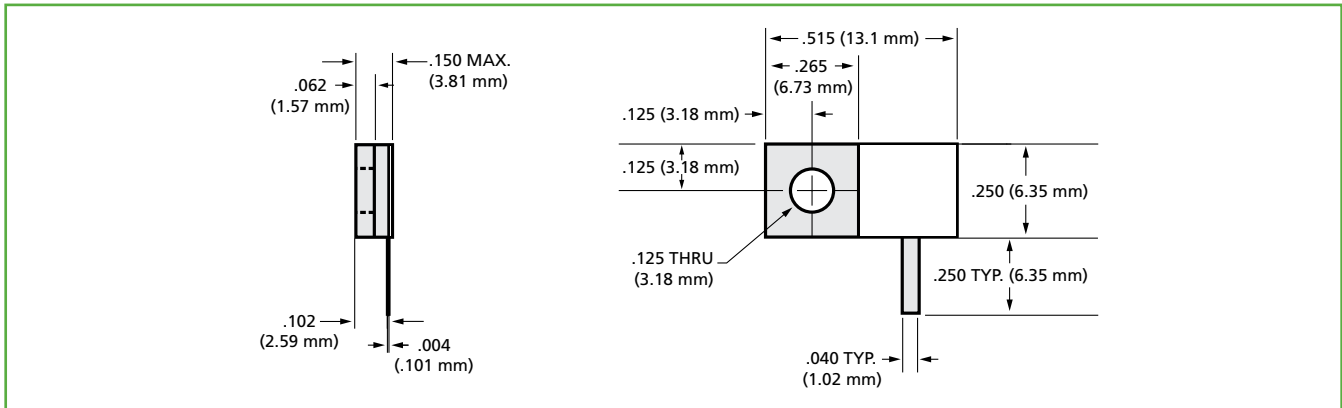 .150 MAX.
(3.81 mm)
.062
(1.57 mm)
.102
(2.59 mm)
.004
(.101 mm)
.515 (13.1 mm)
.265
(6.73 mm)
.125 (3.18 mm)
.125 (3.18 mm)
.250 (6.35 mm)
.125 THRU
(3.18 mm)
.250 TYP. (6.35 mm)
.040 TYP.
(1.02 mm)